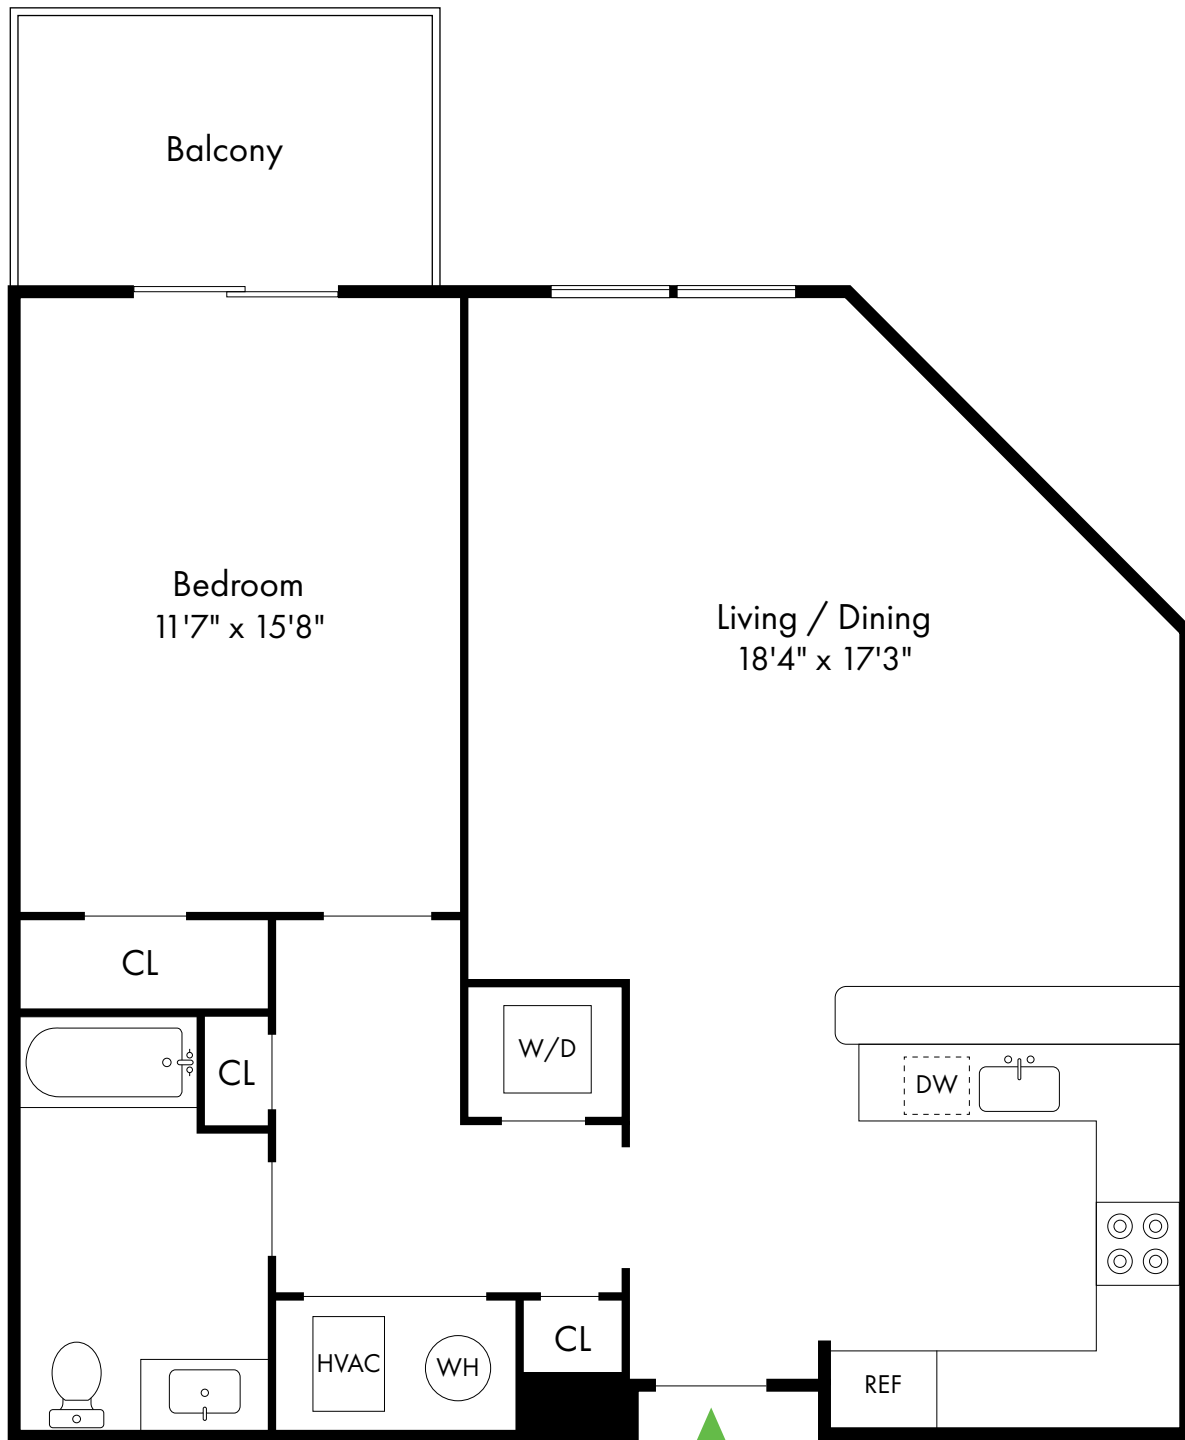 Balcony
Bedroom
11'7" x 15'8"
Living / Dining
18'4" x 17'3"
CL
CL
W/D
DW
HVAC
WH
CL
REF